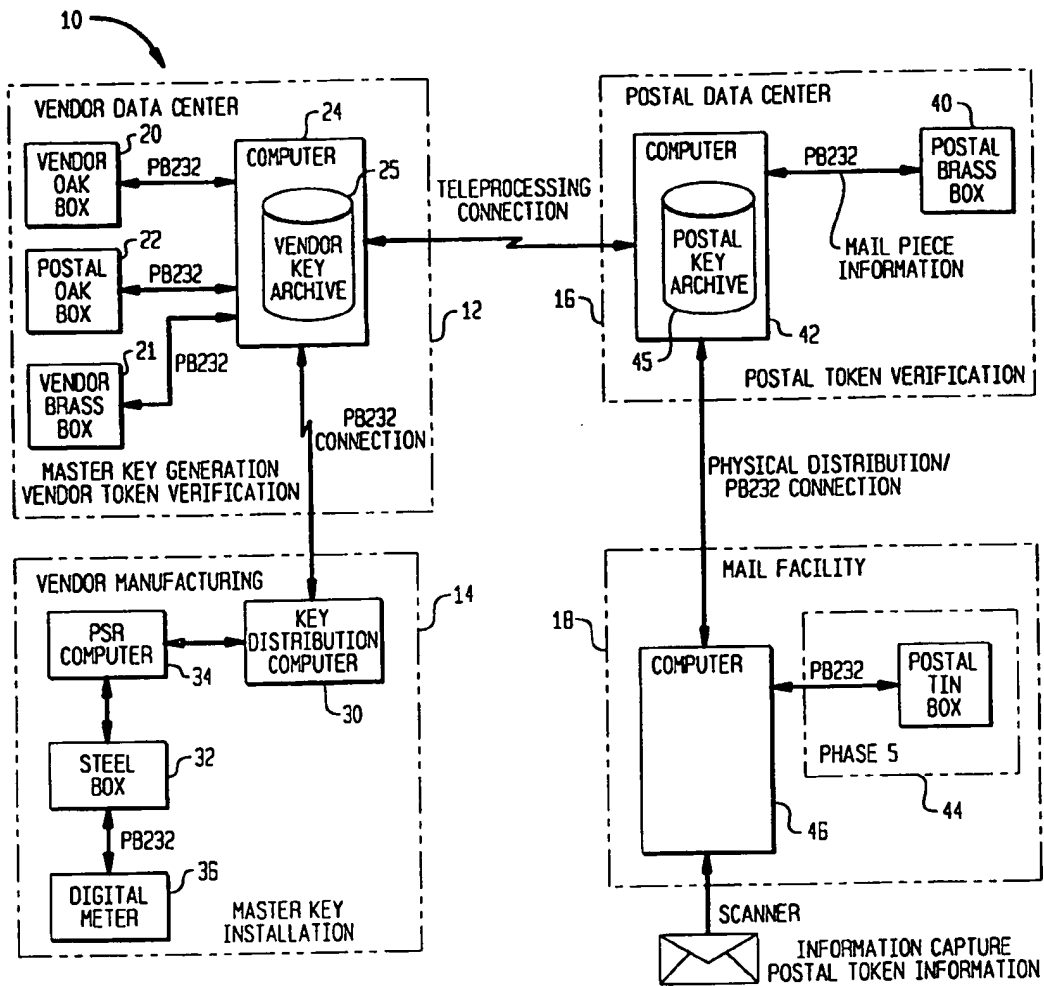 10
VENDOR DATA CENTER
20
24
VENDOR
OAK
BOX
PB232
COMPUTER
25
VENDOR
KEY
ARCHIVE
22
POSTAL
OAK
BOX
PB232
21
VENDOR
BRASS
BOX
PB232
12
MASTER KEY GENERATION
VENDOR TOKEN VERIFICATION
TELEPROCESSING
CONNECTION
POSTAL DATA CENTER
40
COMPUTER
PB232
POSTAL
BRASS
BOX
POSTAL
KEY
ARCHIVE
MAIL PIECE
INFORMATION
16
45
42
POSTAL TOKEN VERIFICATION
PB232
CONNECTION
PHYSICAL DISTRIBUTION/
PB232 CONNECTION
VENDOR MANUFACTURING
14
PSR
COMPUTER
34
KEY
DISTRIBUTION
COMPUTER
30
STEEL
BOX
32
PB232
DIGITAL
METER
36
MASTER KEY
INSTALLATION
MAIL FACILITY
18
COMPUTER
PB232
POSTAL
TIN
BOX
PHASE 5
44
46
SCANNER
INFORMATION CAPTURE
POSTAL TOKEN INFORMATION